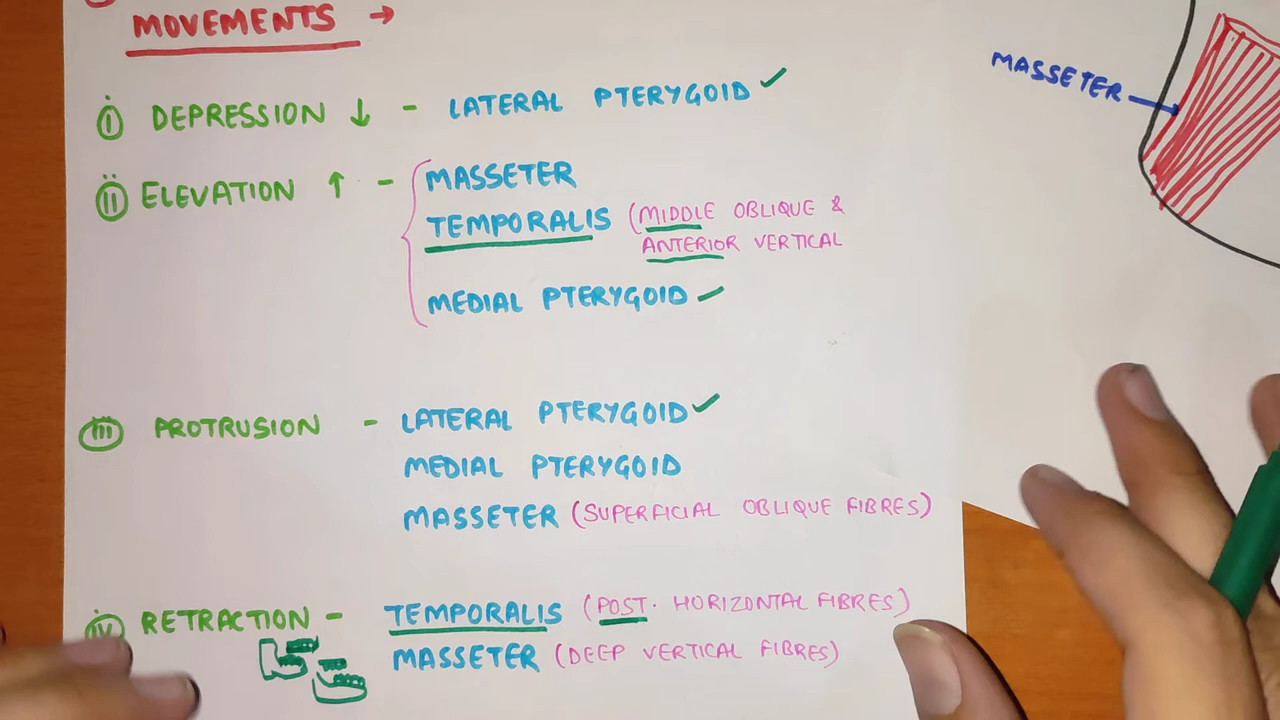 MOVEMENTS →
i DEPRESSION ↓ - LATERAL PTERYGOID ✓
ii ELEVATION ↑ - MASSETER
TEMPORALIS (MIDDLE OBLIQUE &
ANTERIOR VERTICAL
MEDIAL PTERYGOID ✓
iii PROTRUSION - LATERAL PTERYGOID ✓
MEDIAL PTERYGOID
MASSETER (SUPERFICIAL OBLIQUE FIBRES)
iv RETRACTION - TEMPORALIS (POST. HORIZONTAL FIBRES)
MASSETER (DEEP VERTICAL FIBRES)
MASSETER